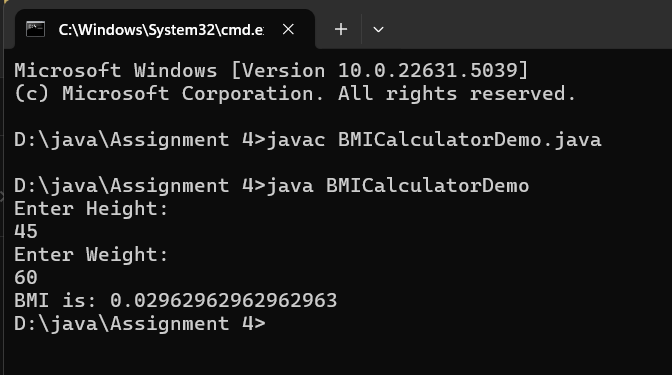 C:\Windows\System32\cmd.e
Microsoft Windows [Version 10.0.22631.5039]
(c) Microsoft Corporation. All rights reserved.
D:\java\Assignment 4>javac BMICalculatorDemo.java
D:\java\Assignment 4>java BMICalculatorDemo
Enter Height:
45
Enter Weight:
60
BMI is: 0.02962962962962963
D:\java\Assignment 4>